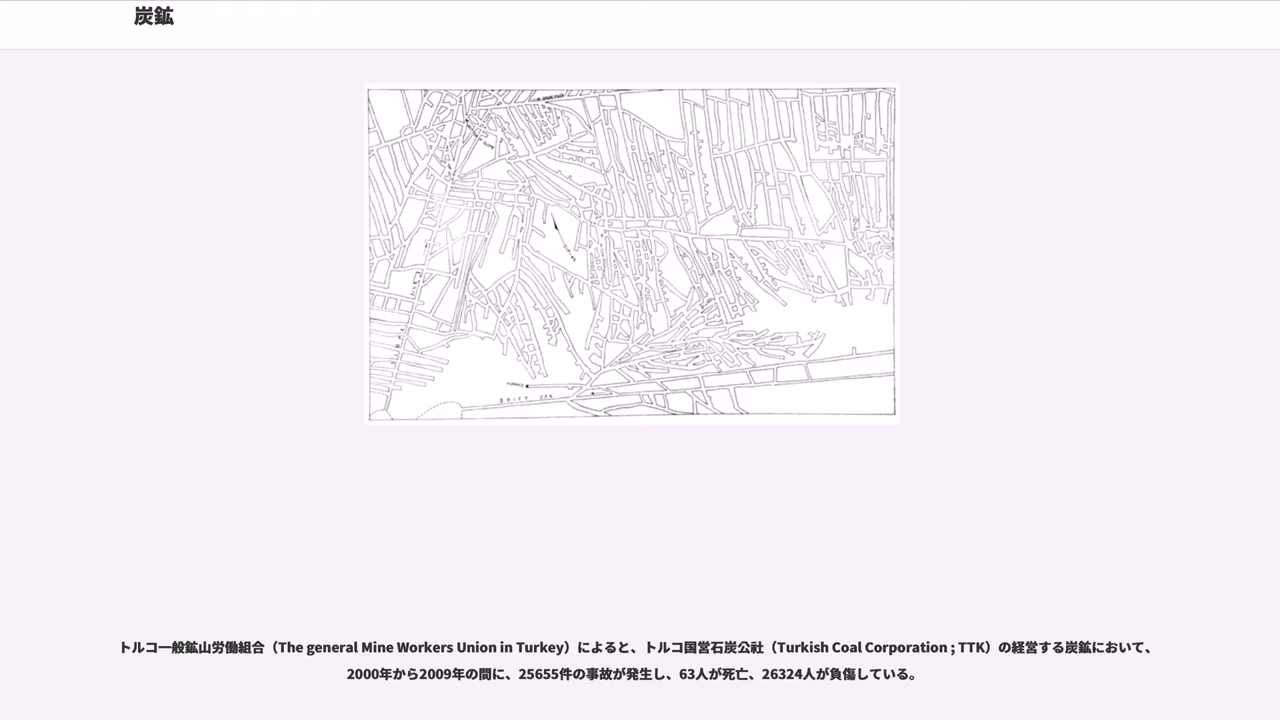 炭鉱
FURNACE
DRIFT
トルコ一般鉱山労働組合（The general Mine Workers Union in Turkey）によると、トルコ国営石炭公社（Turkish Coal Corporation ; TTK）の経営する炭鉱において、
2000年から2009年の間に、25655件の事故が発生し、63人が死亡、26324人が負傷している。